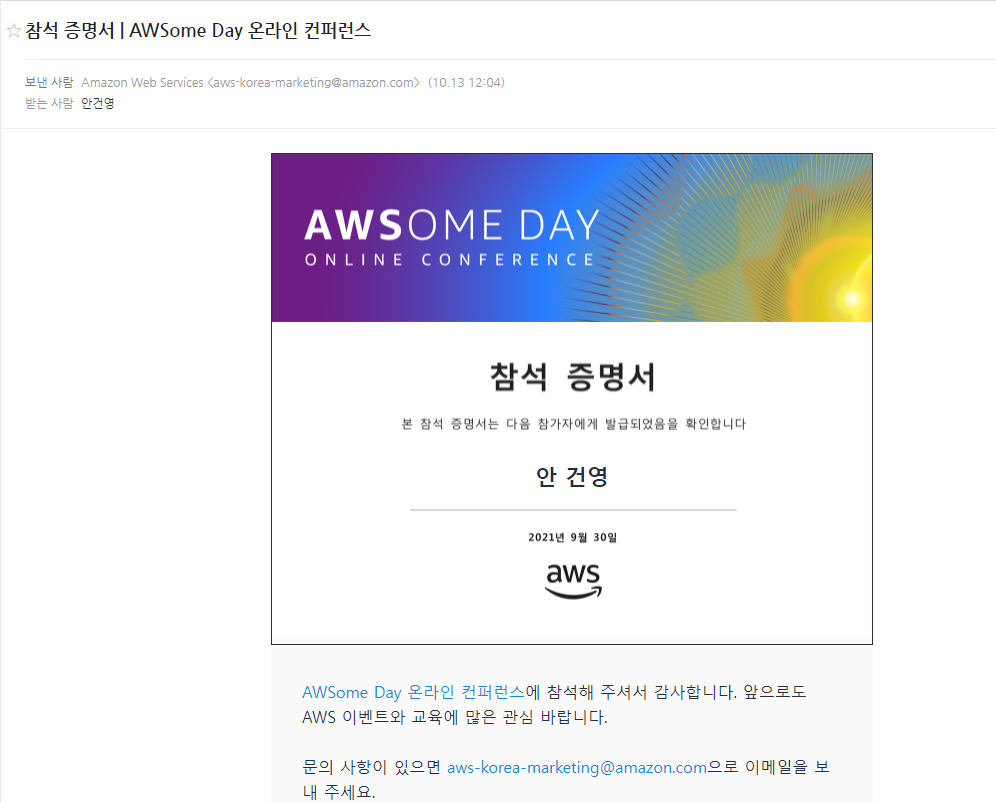 참석 증명서 | AWSome Day 온라인 컨퍼런스
보낸 사람 Amazon Web Services <aws-korea-marketing@amazon.com> (10.13 12:04)
받는 사람 안건영
AWSOME DAY
ONLINE CONFERENCE
참석 증명서
본 참석 증명서는 다음 참가자에게 발급되었음을 확인합니다
안 건영
2021년 9월 30일
aws
AWSome Day 온라인 컨퍼런스에 참석해 주셔서 감사합니다. 앞으로도
AWS 이벤트와 교육에 많은 관심 바랍니다.
문의 사항이 있으면 aws-korea-marketing@amazon.com으로 이메일을 보
내 주세요.